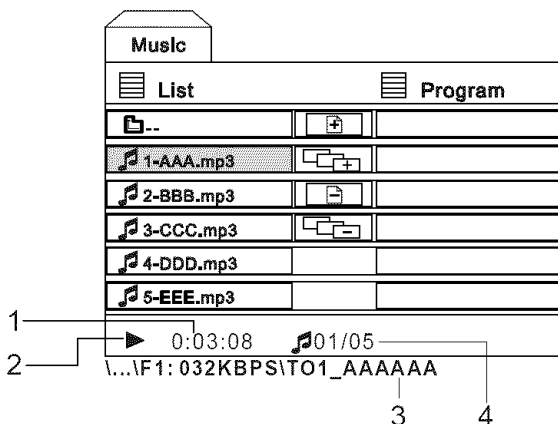 Music
List Program
--
1-AAA.mp3
2-BBB.mp3
3-CCC.mp3
4-DDD.mp3
5-EEE.mp3
1
2 0:03:08 01/05
\...\F1: 032KBPS\TO1_AAAAAA
3 4